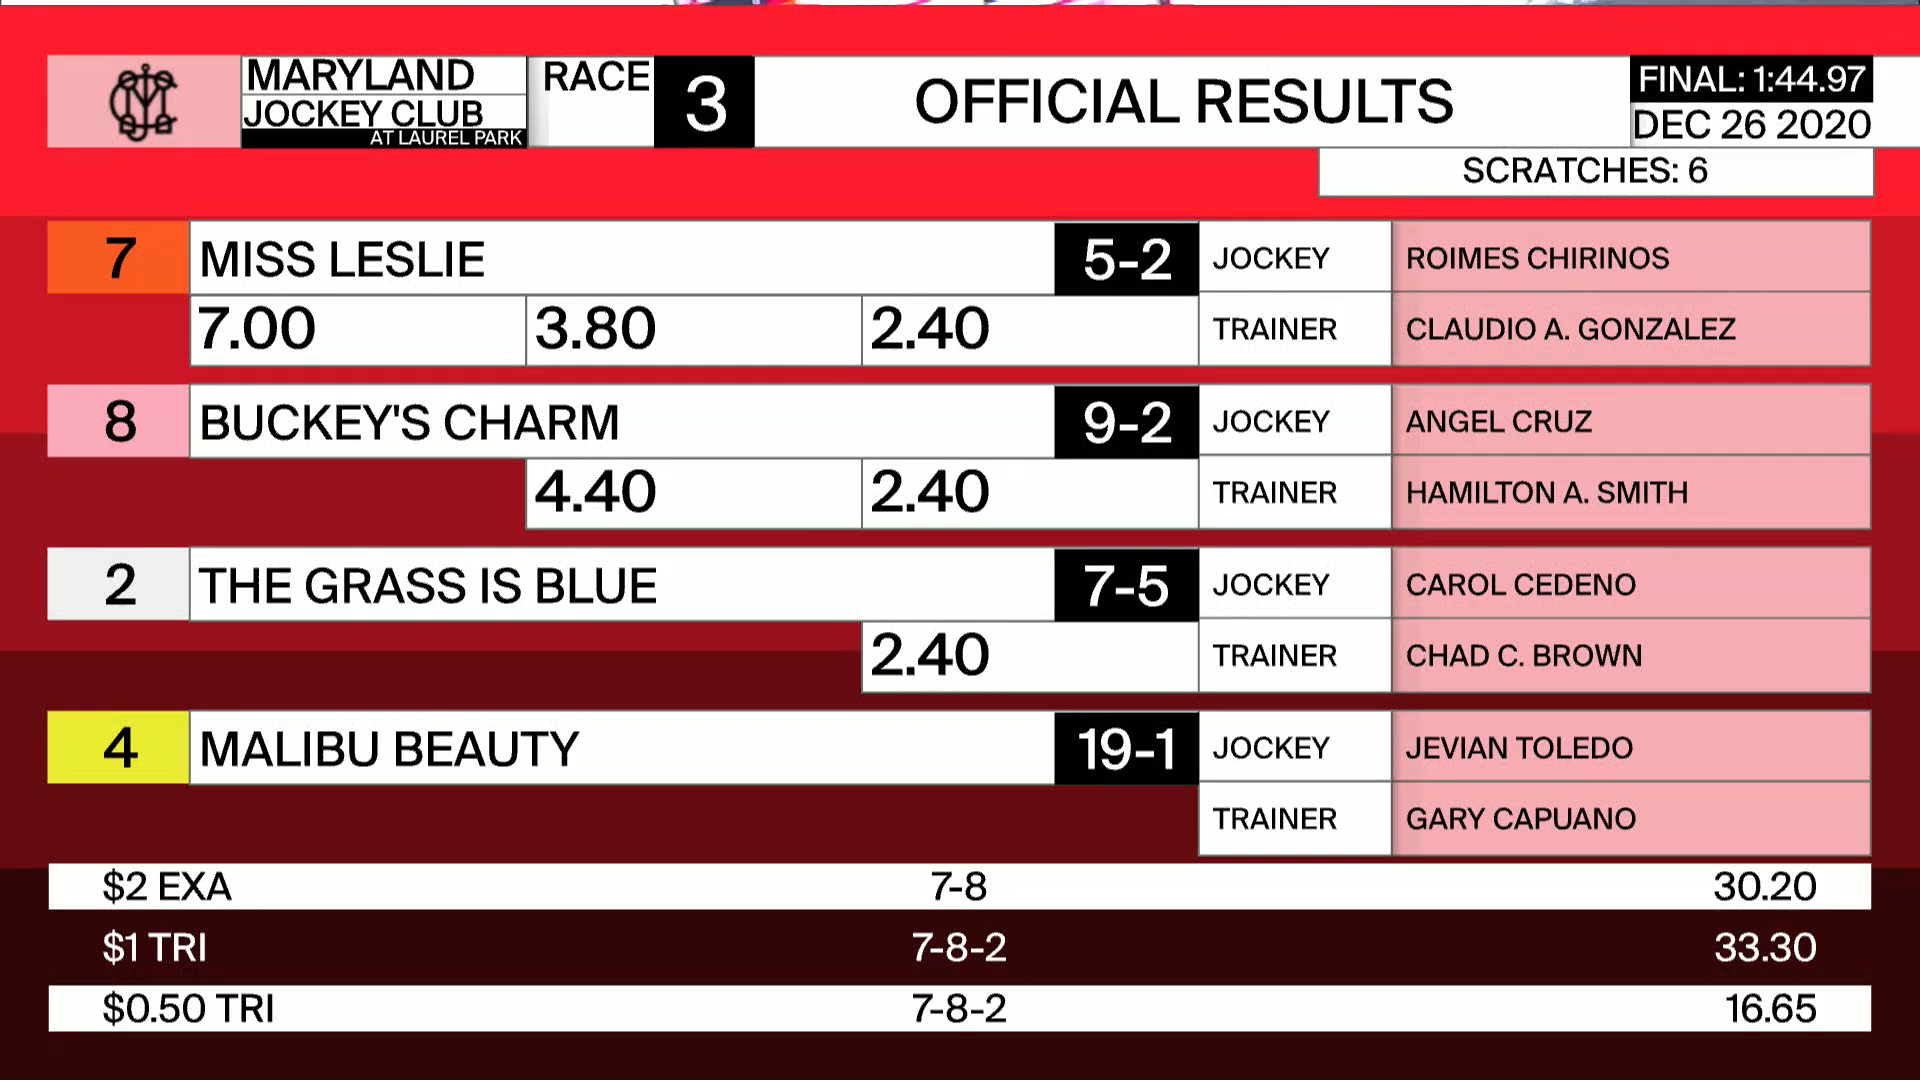 MARYLAND
JOCKEY CLUB
AT LAUREL PARK
RACE 3
OFFICIAL RESULTS
FINAL: 1:44.97
DEC 26 2020
SCRATCHES: 6
7 MISS LESLIE 5-2 JOCKEY ROIMES CHIRINOS
7.00 3.80 2.40 TRAINER CLAUDIO A. GONZALEZ
8 BUCKEY'S CHARM 9-2 JOCKEY ANGEL CRUZ
4.40 2.40 TRAINER HAMILTON A. SMITH
2 THE GRASS IS BLUE 7-5 JOCKEY CAROL CEDENO
2.40 TRAINER CHAD C. BROWN
4 MALIBU BEAUTY 19-1 JOCKEY JEVIAN TOLEDO
TRAINER GARY CAPUANO
$2 EXA 7-8 30.20
$1 TRI 7-8-2 33.30
$0.50 TRI 7-8-2 16.65